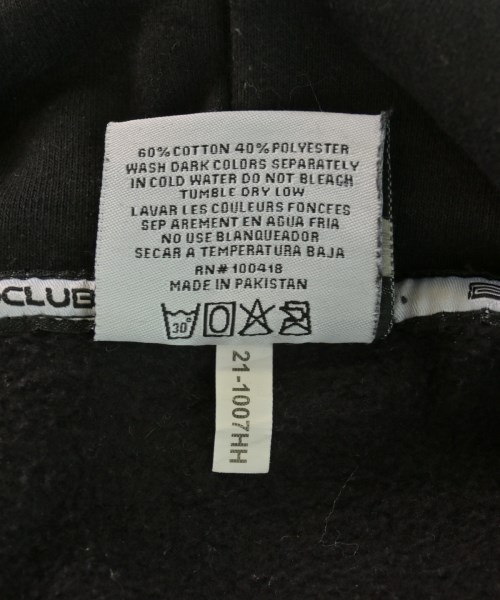 60% COTTON 40% POLYESTER
WASH DARK COLORS SEPARATELY
IN COLD WATER DO NOT BLEACH
TUMBLE DRY LOW
LAVAR LES COULEURS FONCEES
SEP AREMENT EN AGUA FRIA
NO USE BLANQUEADOR
SECAR A TEMPERATURA BAJA
RN# 100418
MADE IN PAKISTAN
CLUB
30°
21-1007HH